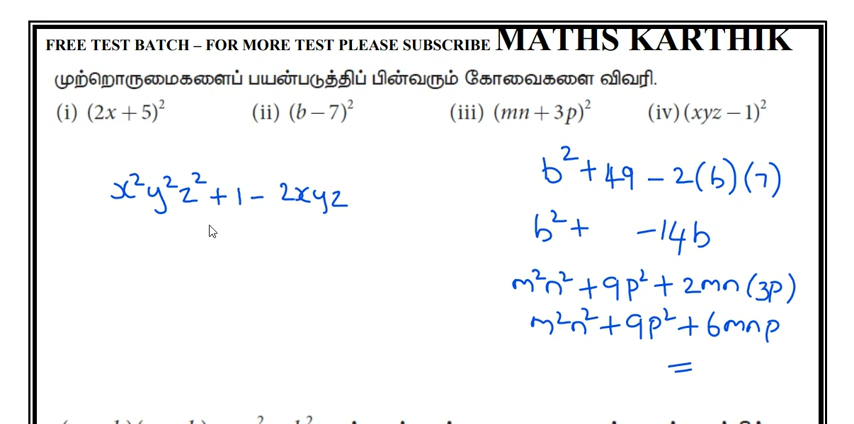 FREE TEST BATCH – FOR MORE TEST PLEASE SUBSCRIBE MATHS KARTHIK
முற்றொருமைகளைப் பயன்படுத்திப் பின்வரும் கோவைகளை விவரி.
(i) (2x + 5)² (ii) (b − 7)² (iii) (mn + 3p)² (iv) (xyz − 1)²
b² + 49 − 2(b)(7)
x²y²z² + 1 − 2xyz
b² + −14b
m²n² + 9p² + 2mn(3p)
m²n² + 9p² + 6mnp
=